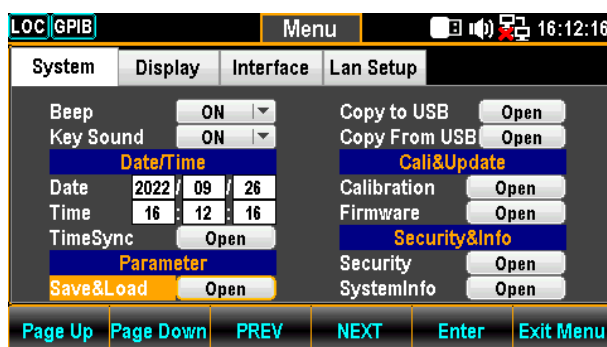 LOC GPIB Menu 16:12:16
System Display Interface Lan Setup
Beep ON Copy to USB Open
Key Sound ON Copy From USB Open
Date/Time Cali&Update
Date 2022 / 09 / 26 Calibration Open
Time 16 : 12 : 16 Firmware Open
TimeSync Open Security&Info
Parameter Security Open
Save&Load Open SystemInfo Open
Page Up Page Down PREV NEXT Enter Exit Menu